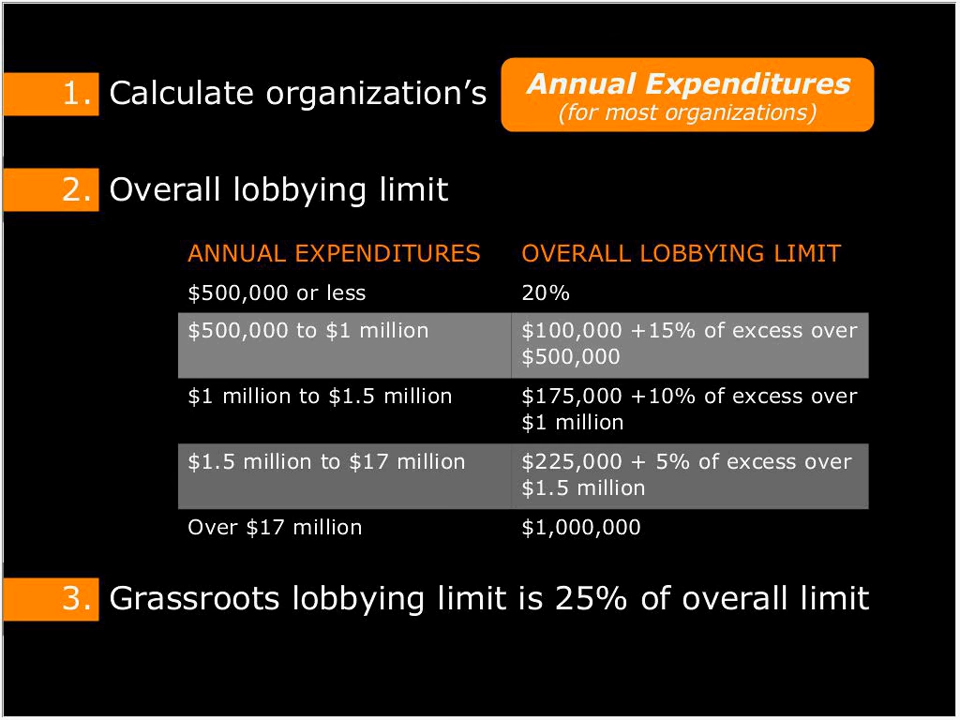 1. Calculate organization’s
Annual Expenditures
(for most organizations)
2. Overall lobbying limit
ANNUAL EXPENDITURES OVERALL LOBBYING LIMIT
$500,000 or less 20%
$500,000 to $1 million $100,000 +15% of excess over
$500,000
$1 million to $1.5 million $175,000 +10% of excess over
$1 million
$1.5 million to $17 million $225,000 + 5% of excess over
$1.5 million
Over $17 million $1,000,000
3. Grassroots lobbying limit is 25% of overall limit